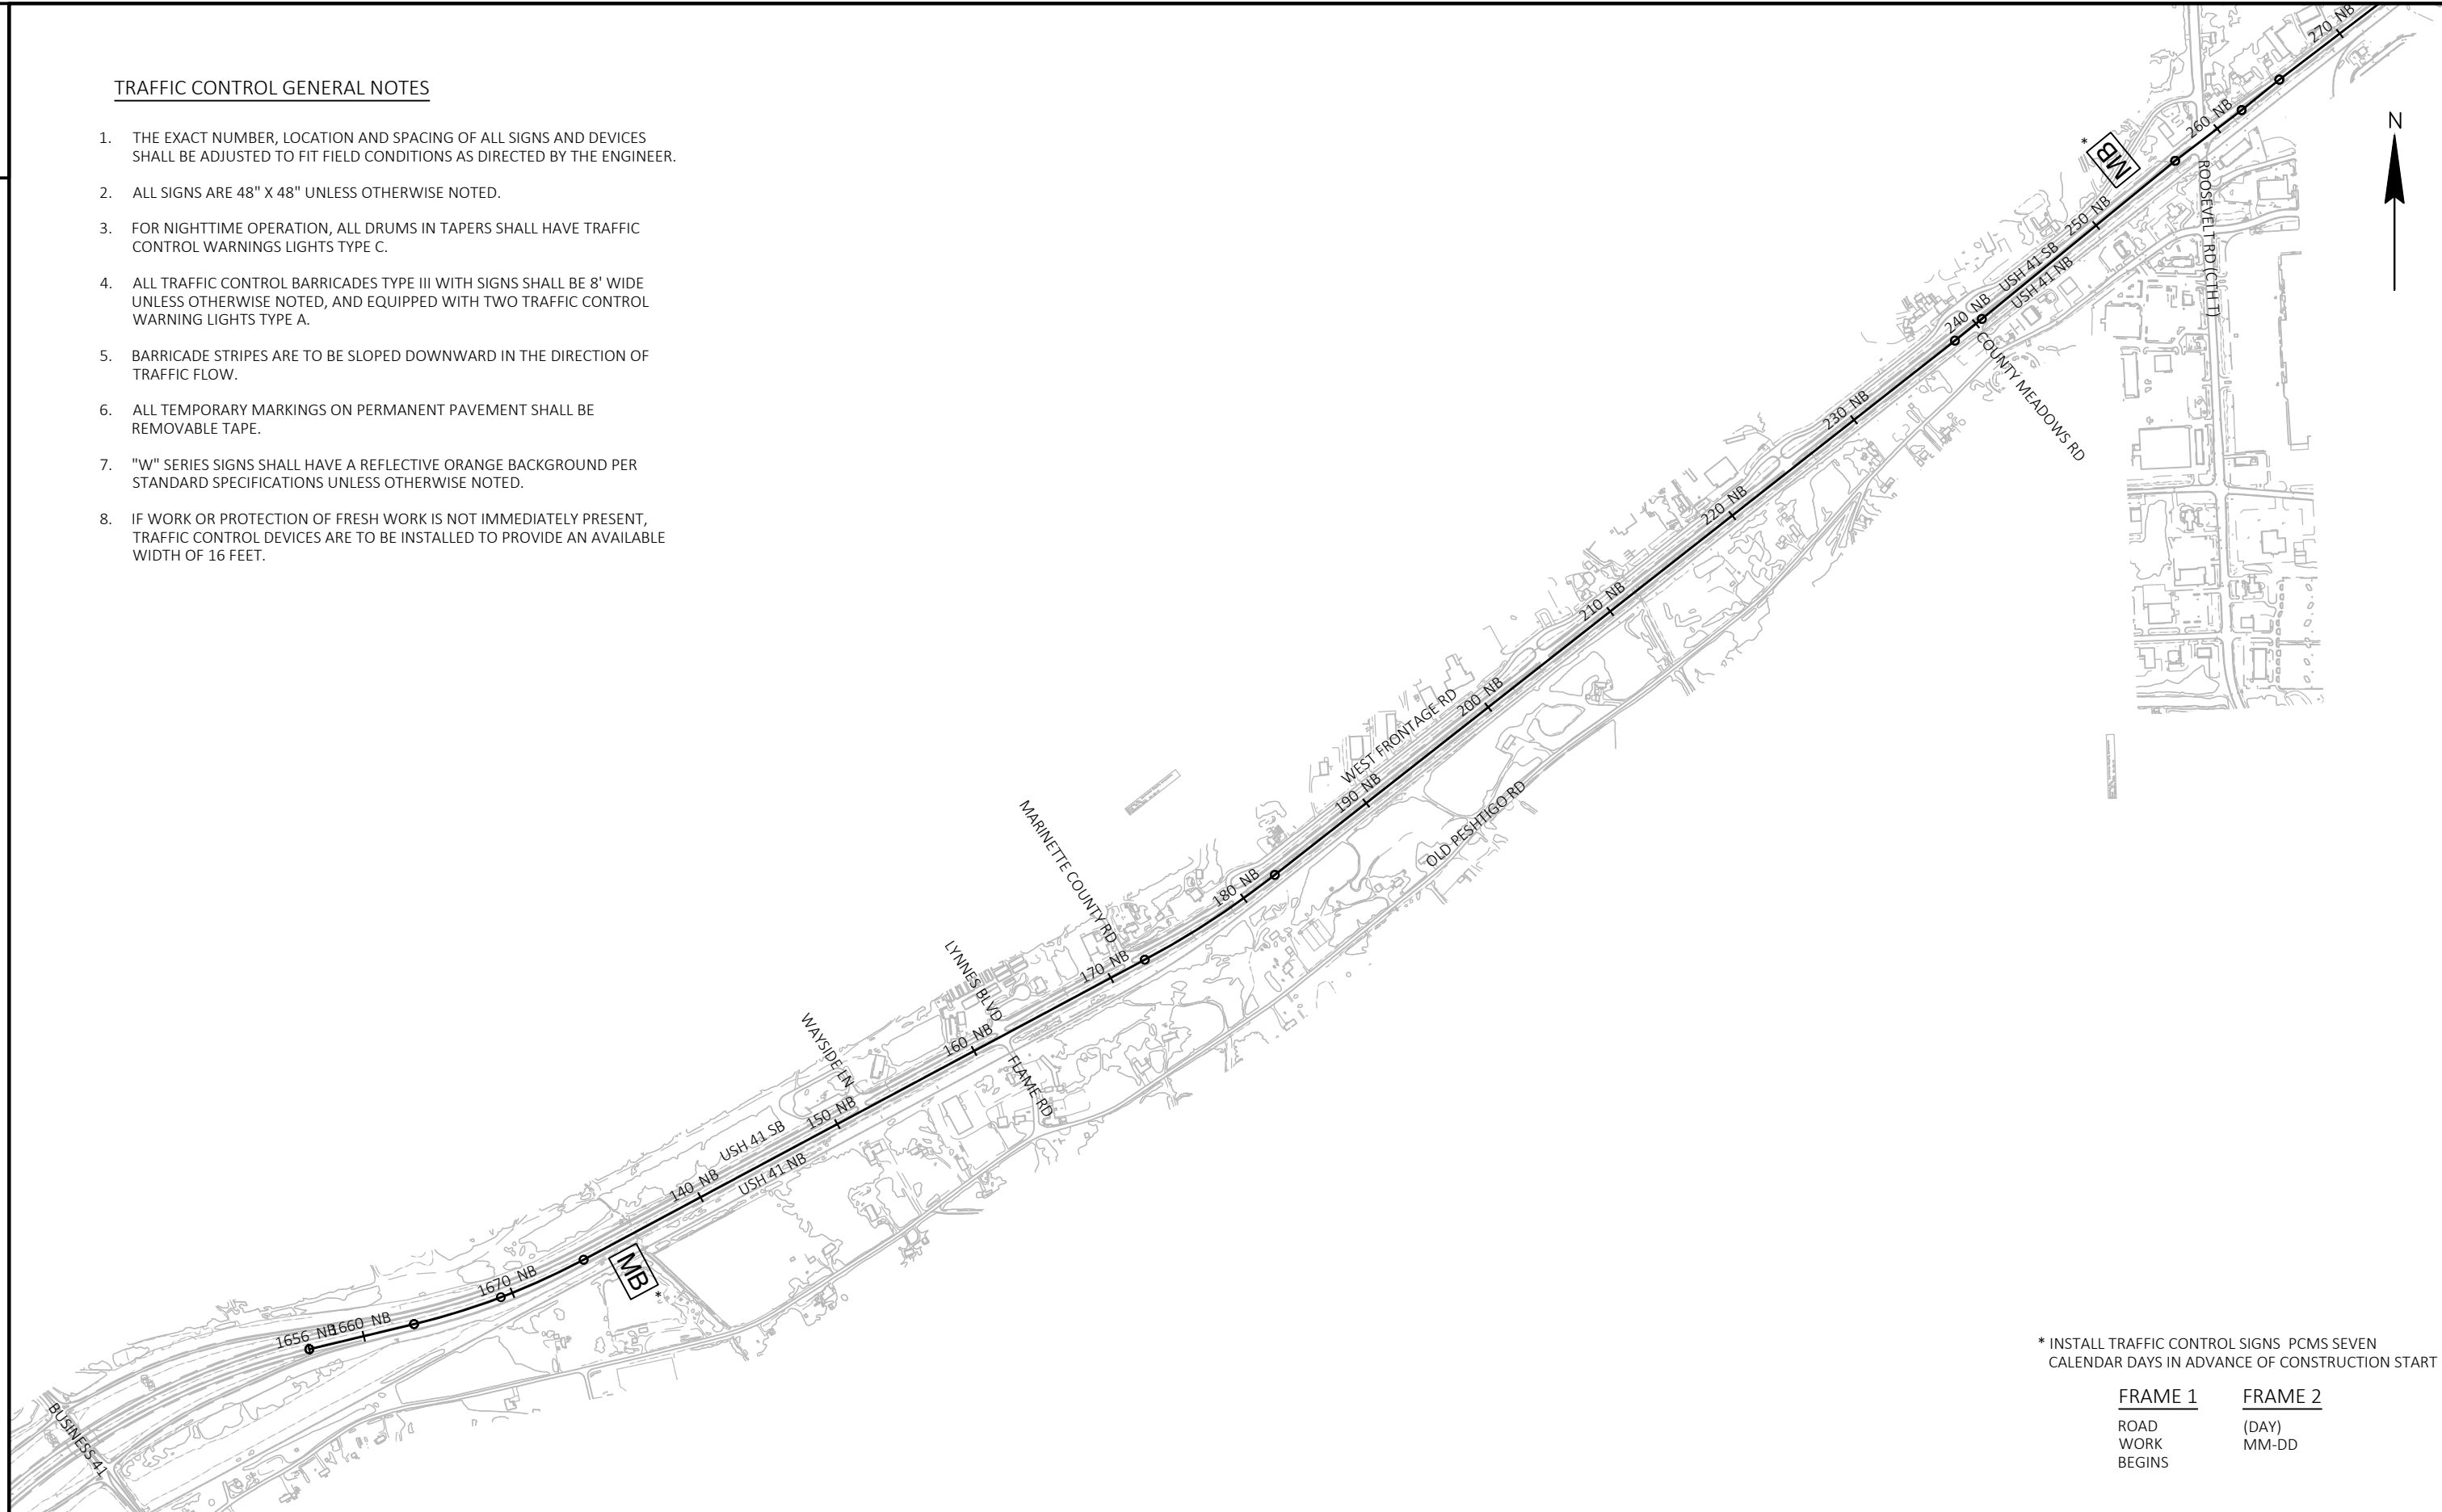 TRAFFIC CONTROL GENERAL NOTES
1. THE EXACT NUMBER, LOCATION AND SPACING OF ALL SIGNS AND DEVICES
SHALL BE ADJUSTED TO FIT FIELD CONDITIONS AS DIRECTED BY THE ENGINEER.
2. ALL SIGNS ARE 48" X 48" UNLESS OTHERWISE NOTED.
3. FOR NIGHTTIME OPERATION, ALL DRUMS IN TAPERS SHALL HAVE TRAFFIC
CONTROL WARNINGS LIGHTS TYPE C.
4. ALL TRAFFIC CONTROL BARRICADES TYPE III WITH SIGNS SHALL BE 8' WIDE
UNLESS OTHERWISE NOTED, AND EQUIPPED WITH TWO TRAFFIC CONTROL
WARNING LIGHTS TYPE A.
5. BARRICADE STRIPES ARE TO BE SLOPED DOWNWARD IN THE DIRECTION OF
TRAFFIC FLOW.
6. ALL TEMPORARY MARKINGS ON PERMANENT PAVEMENT SHALL BE
REMOVABLE TAPE.
7. "W" SERIES SIGNS SHALL HAVE A REFLECTIVE ORANGE BACKGROUND PER
STANDARD SPECIFICATIONS UNLESS OTHERWISE NOTED.
8. IF WORK OR PROTECTION OF FRESH WORK IS NOT IMMEDIATELY PRESENT,
TRAFFIC CONTROL DEVICES ARE TO BE INSTALLED TO PROVIDE AN AVAILABLE
WIDTH OF 16 FEET.
270 NB
N
260 NB
*
MB
ROOSEVELT RD (CTH T)
250 NB
USH 41 SB
USH 41 NB
240 NB
COUNTY MEADOWS RD
230 NB
220 NB
210 NB
200 NB
WEST FRONTAGE RD
190 NB
OLD PESHTIGO RD
MARINETTE COUNTY RD
180 NB
170 NB
LYNNES BLVD
160 NB
FLAME RD
WAYSIDE LN
150 NB
USH 41 SB
USH 41 NB
140 NB
MB
*
1670 NB
1660 NB
1656 NB
BUSINESS 41
* INSTALL TRAFFIC CONTROL SIGNS PCMS SEVEN
CALENDAR DAYS IN ADVANCE OF CONSTRUCTION START
FRAME 1 FRAME 2
ROAD (DAY)
WORK MM-DD
BEGINS